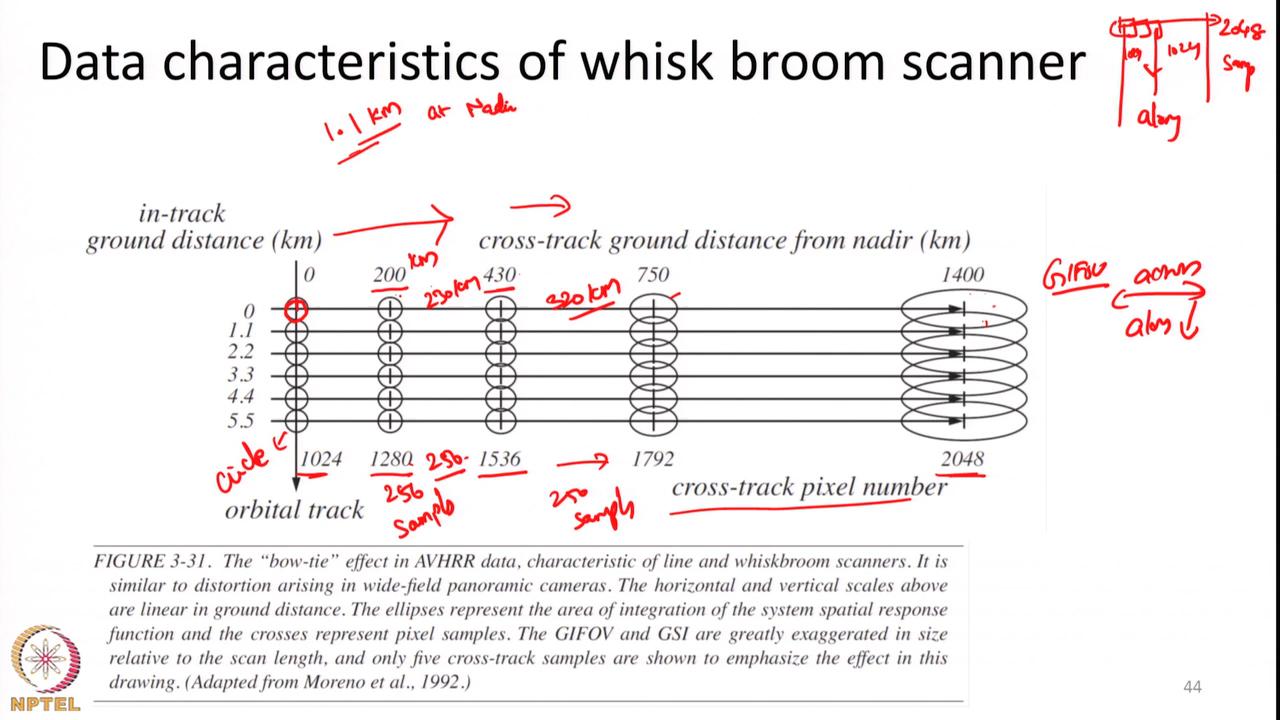 Data characteristics of whisk broom scanner
2048
1024
along
1.1 km at Nadir
in-track
ground distance (km)
cross-track ground distance from nadir (km)
0 200 km 430 750 1400
230 km 320 km
GIFOV across
along
0
1.1
2.2
3.3
4.4
5.5
circle
1024 1280 256 1536 1792 2048
256 samples
256 samples
cross-track pixel number
orbital track
FIGURE 3-31. The “bow-tie” effect in AVHRR data, characteristic of line and whiskbroom scanners. It is
similar to distortion arising in wide-field panoramic cameras. The horizontal and vertical scales above
are linear in ground distance. The ellipses represent the area of integration of the system spatial response
function and the crosses represent pixel samples. The GIFOV and GSI are greatly exaggerated in size
relative to the scan length, and only five cross-track samples are shown to emphasize the effect in this
drawing. (Adapted from Moreno et al., 1992.)
NPTEL
44